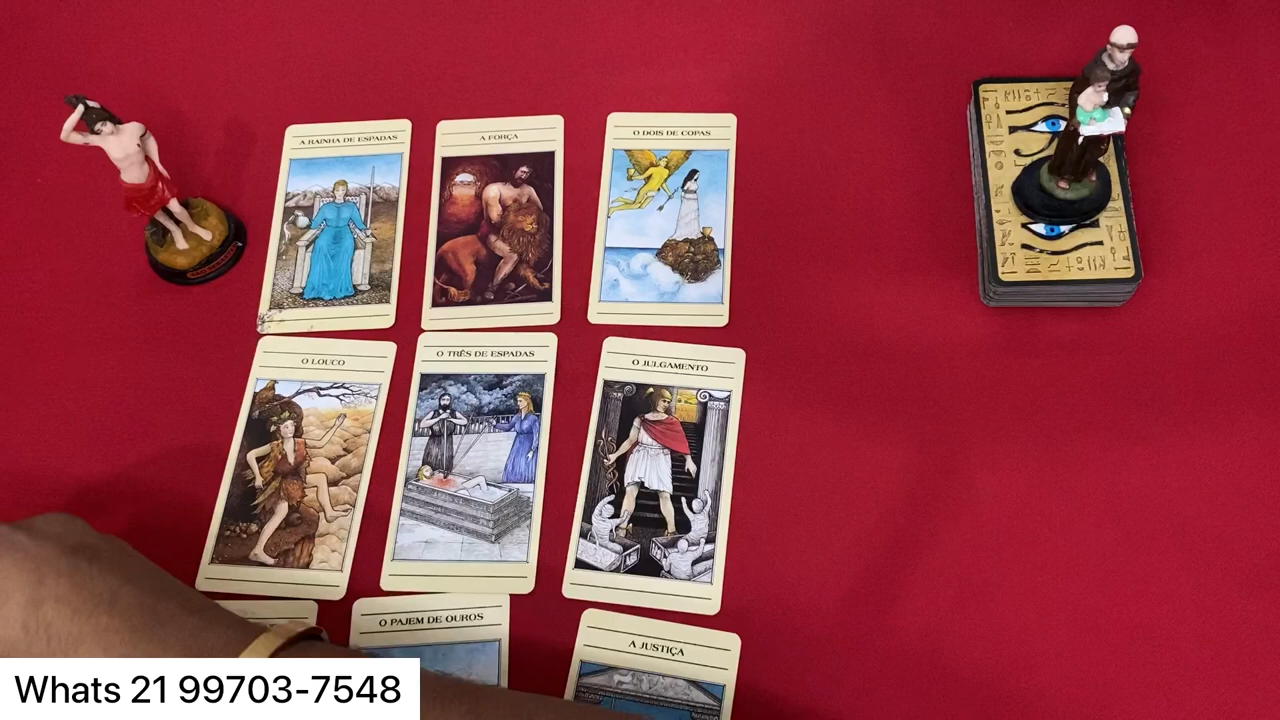 A RAINHA DE ESPADAS
A FORÇA
O DOIS DE COPAS
O LOUCO
O TRÊS DE ESPADAS
O JULGAMENTO
O PAJEM DE OUROS
A JUSTIÇA
Whats 21 99703-7548